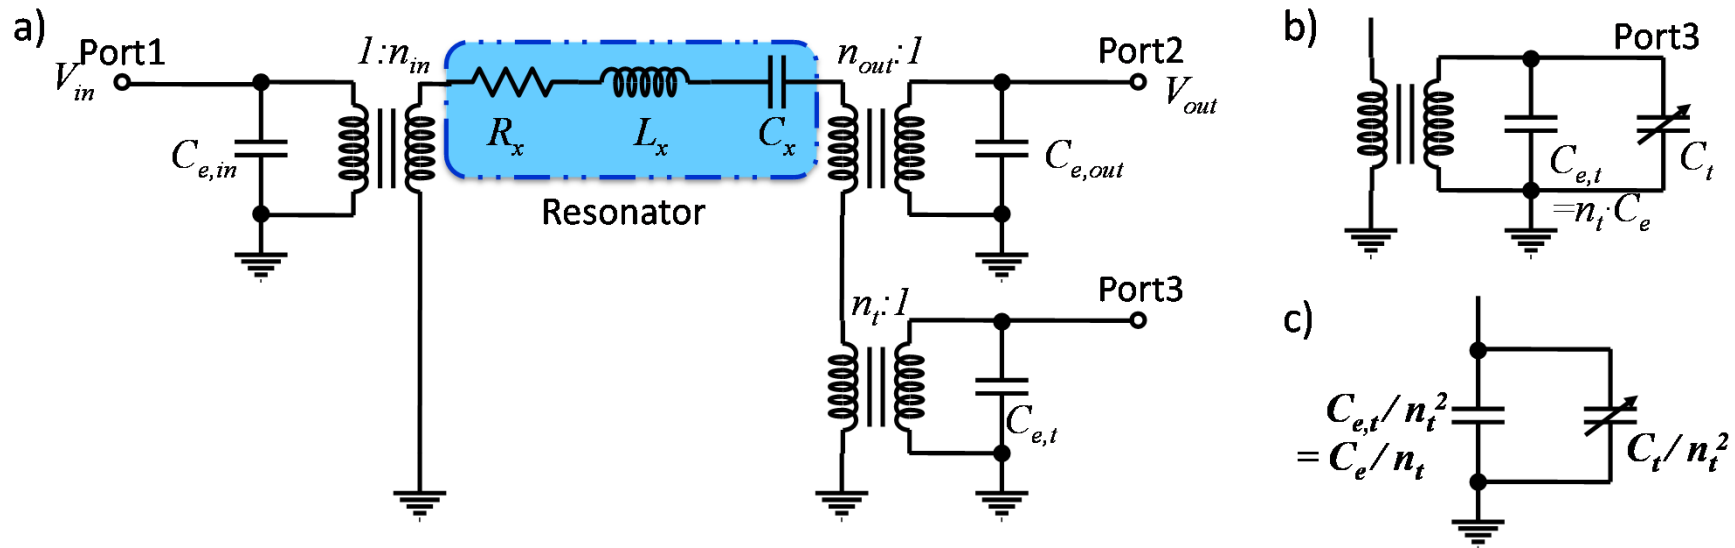 a)
Port1
V_in
1:n_in
n_out:1
Port2
V_out
C_e,in
R_x
L_x
C_x
C_e,out
Resonator
n_t:1
Port3
C_e,t
b)
Port3
C_e,t
=n_t·C_e
C_t
c)
C_e,t/n_t^2
=C_e/n_t
C_t/n_t^2